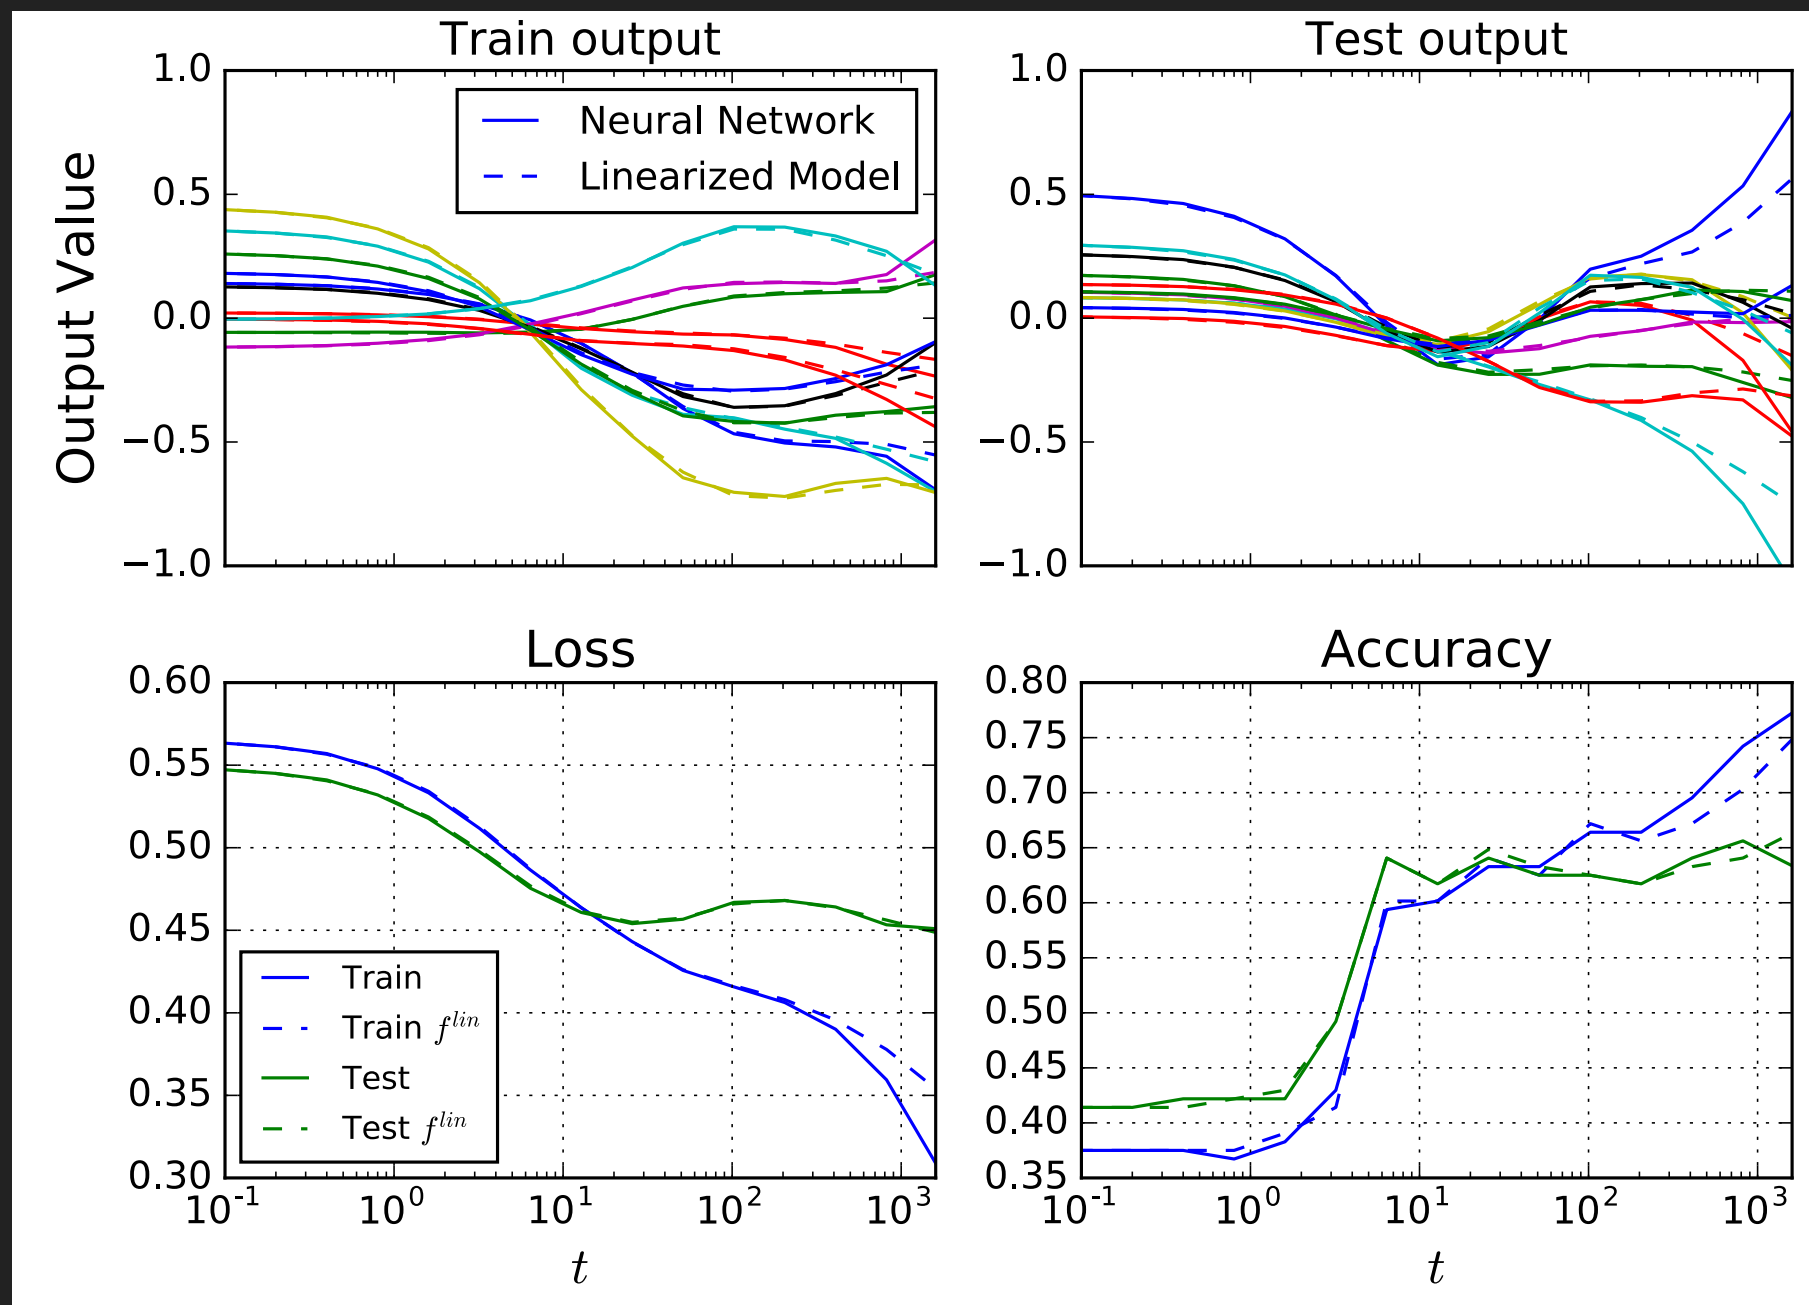 Train output
Test output
1.0
0.5
0.0
−0.5
−1.0
Output Value
Neural Network
Linearized Model
1.0
0.5
0.0
−0.5
−1.0
Loss
Accuracy
0.60
0.55
0.50
0.45
0.40
0.35
0.30
Train
Train f^{lin}
Test
Test f^{lin}
10^{-1} 10^{0} 10^{1} 10^{2} 10^{3}
t
0.80
0.75
0.70
0.65
0.60
0.55
0.50
0.45
0.40
0.35
10^{-1} 10^{0} 10^{1} 10^{2} 10^{3}
t